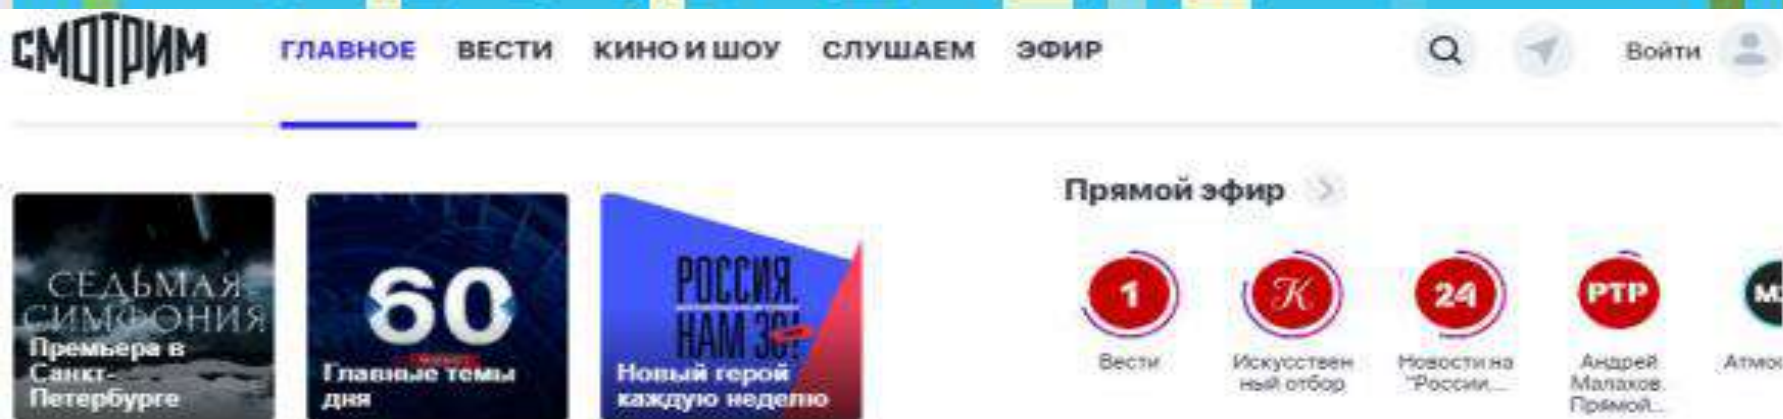 СМОТРИМ
ГЛАВНОЕ ВЕСТИ КИНО И ШОУ СЛУШАЕМ ЭФИР
Войти
СЕДЬМАЯ
СИМФОНИЯ
Премьера в
Санкт-
Петербурге
60
Главные темы
дня
РОССИЯ.
НАМ 30!
Новый герой
каждую неделю
Прямой эфир
1
Вести
К
Искусствен
ный отбор
24
Новости на
"России...
РТР
Андрей
Малахов.
Прямой...